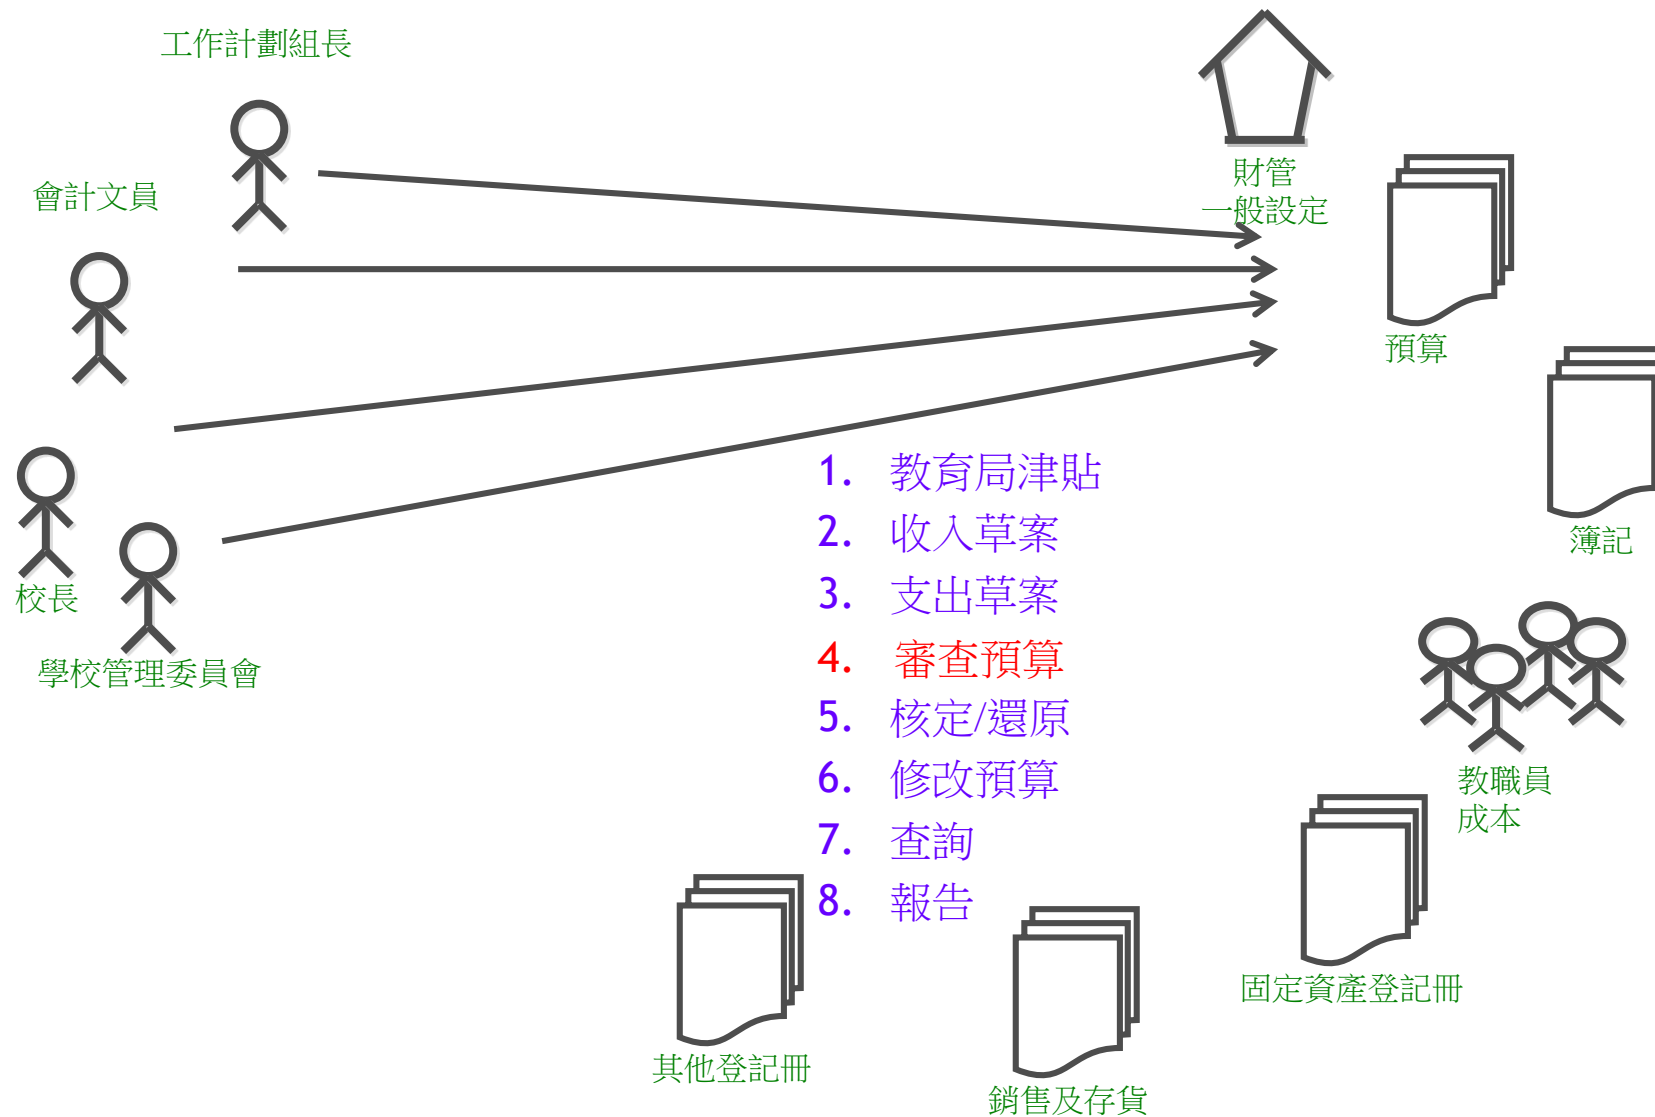 工作計劃組長
會計文員
校長
學校管理委員會
財管
一般設定
預算
簿記
1. 教育局津貼
2. 收入草案
3. 支出草案
4. 審查預算
5. 核定/還原
6. 修改預算
7. 查詢
8. 報告
教職員
成本
固定資產登記冊
其他登記冊
銷售及存貨